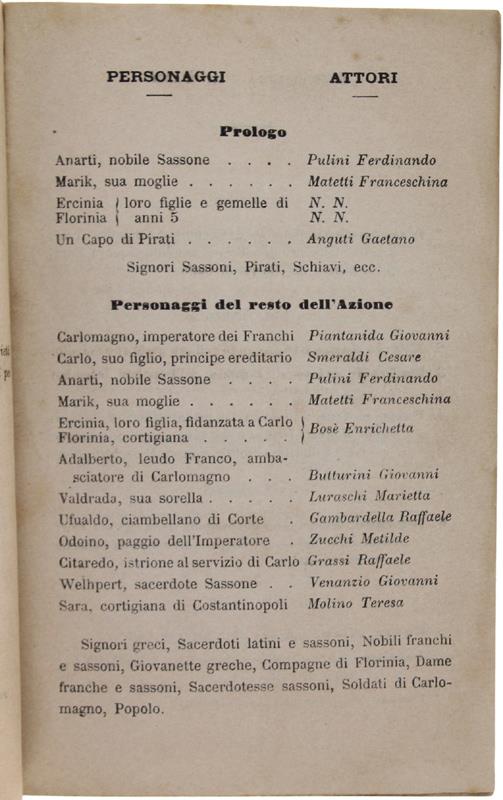 PERSONAGGI ATTORI
Prologo
Anarti, nobile Sassone . . . . Pulini Ferdinando
Marik, sua moglie . . . . . . Matetti Franceschina
Ercinia } loro figlie e gemelle di N. N.
Florinia } anni 5 N. N.
Un Capo di Pirati . . . . . . Anguti Gaetano
Signori Sassoni, Pirati, Schiavi, ecc.
Personaggi del resto dell'Azione
Carlomagno, imperatore dei Franchi Piantanida Giovanni
Carlo, suo figlio, principe ereditario Smeraldi Cesare
Anarti, nobile Sassone . . . . Pulini Ferdinando
Marik, sua moglie . . . . . . Matetti Franceschina
Ercinia, loro figlia, fidanzata a Carlo } Bosè Enrichetta
Florinia, cortigiana . . . . . }
Adalberto, leudo Franco, amba-
sciatore di Carlomagno . . . Butturini Giovanni
Valdrada, sua sorella . . . . . Luraschi Marietta
Ufualdo, ciambellano di Corte . Gambardella Raffaele
Odoino, paggio dell'Imperatore . Zucchi Metilde
Citaredo, istrione al servizio di Carlo Grassi Raffaele
Welhpert, sacerdote Sassone . . Venanzio Giovanni
Sara, cortigiana di Costantinopoli Molino Teresa
Signori greci, Sacerdoti latini e sassoni, Nobili franchi
e sassoni, Giovanette greche, Compagne di Florinia, Dame
franche e sassoni, Sacerdotesse sassoni, Soldati di Carlo-
magno, Popolo.